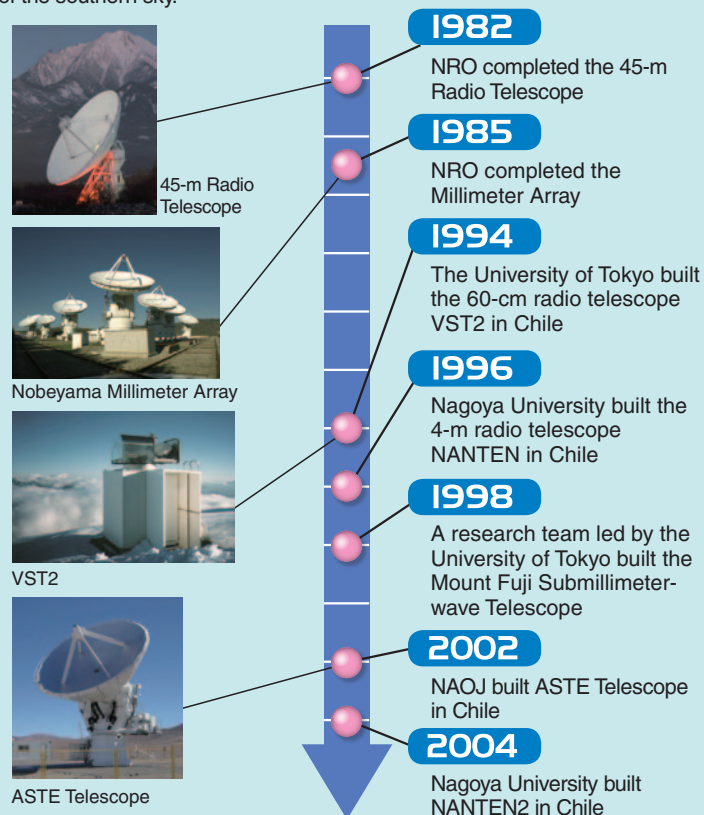 of the southern sky.
1982
NRO completed the 45-m
Radio Telescope
1985
NRO completed the
Millimeter Array
45-m Radio
Telescope
1994
The University of Tokyo built
the 60-cm radio telescope
VST2 in Chile
Nobeyama Millimeter Array
1996
Nagoya University built the
4-m radio telescope
NANTEN in Chile
1998
A research team led by the
University of Tokyo built the
Mount Fuji Submillimeter-
wave Telescope
VST2
2002
NAOJ built ASTE Telescope
in Chile
2004
Nagoya University built
NANTEN2 in Chile
ASTE Telescope